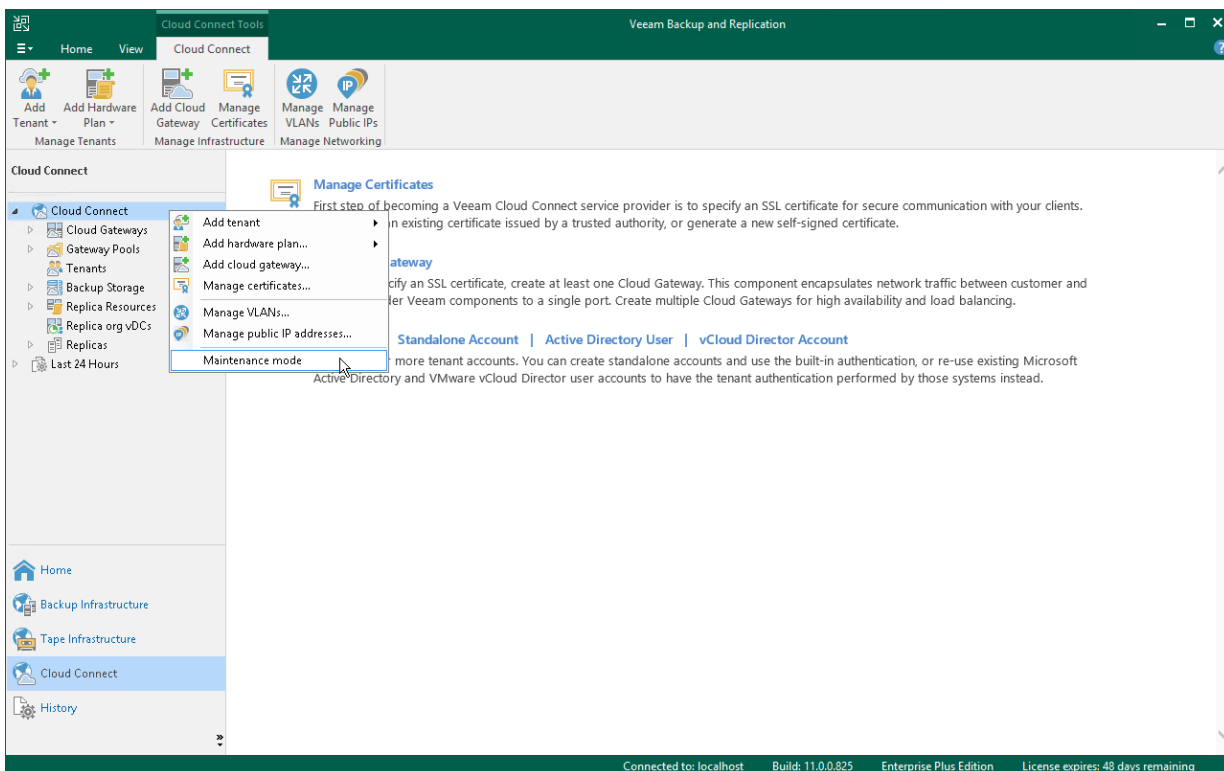 Cloud Connect Tools
Veeam Backup and Replication
Home View Cloud Connect
Add Tenant
Add Hardware Plan
Add Cloud Gateway
Manage Certificates
Manage VLANs
Manage Public IPs
Manage Tenants
Manage Infrastructure
Manage Networking
Cloud Connect
Cloud Connect
Cloud Gateways
Gateway Pools
Tenants
Backup Storage
Replica Resources
Replica org vDCs
Replicas
Last 24 Hours
Add tenant
Add hardware plan...
Add cloud gateway...
Manage certificates...
Manage VLANs...
Manage public IP addresses...
Maintenance mode
Manage Certificates
First step of becoming a Veeam Cloud Connect service provider is to specify an SSL certificate for secure communication with your clients.
existing certificate issued by a trusted authority, or generate a new self-signed certificate.
an SSL certificate, create at least one Cloud Gateway. This component encapsulates network traffic between customer and
Veeam components to a single port. Create multiple Cloud Gateways for high availability and load balancing.
Standalone Account | Active Directory User | vCloud Director Account
more tenant accounts. You can create standalone accounts and use the built-in authentication, or re-use existing Microsoft
Active Directory and VMware vCloud Director user accounts to have the tenant authentication performed by those systems instead.
Home
Backup Infrastructure
Tape Infrastructure
Cloud Connect
History
Connected to: localhost Build: 11.0.0.825 Enterprise Plus Edition License expires: 48 days remaining